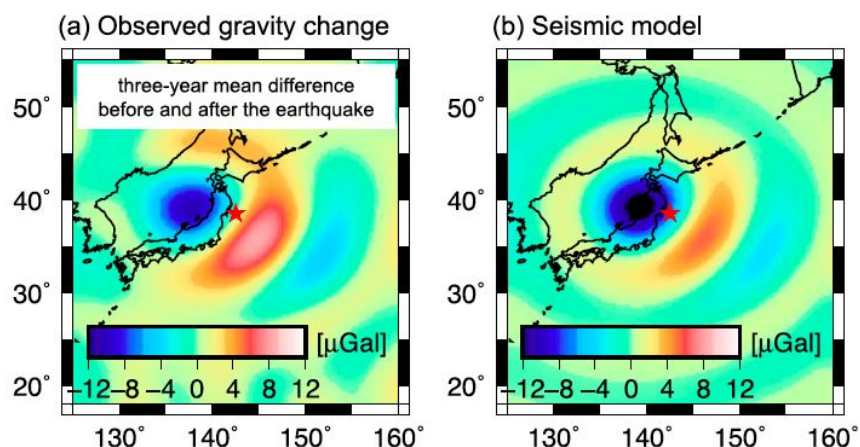 (a) Observed gravity change
(b) Seismic model
three-year mean difference
before and after the earthquake
50˚
40˚
30˚
20˚
[μGal]
−12 −8 −4 0 4 8 12
130˚ 140˚ 150˚ 160˚
50˚
40˚
30˚
20˚
[μGal]
−12 −8 −4 0 4 8 12
130˚ 140˚ 150˚ 160˚